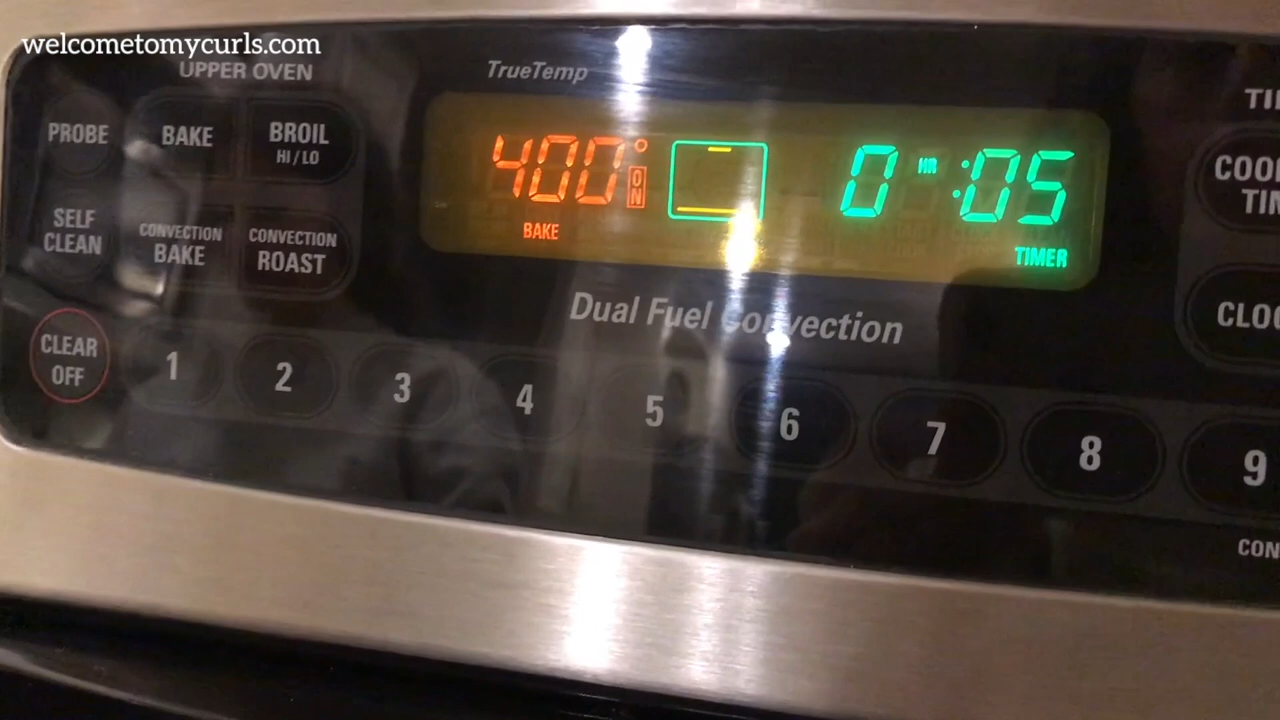 welcometomycurls.com
UPPER OVEN
TrueTemp
PROBE
BAKE
BROIL
HI/LO
400° ON
BAKE
0 HR :05
TIMER
SELF
CLEAN
CONVECTION
BAKE
CONVECTION
ROAST
Dual Fuel Convection
CLEAR
OFF
1 2 3 4 5 6 7 8 9